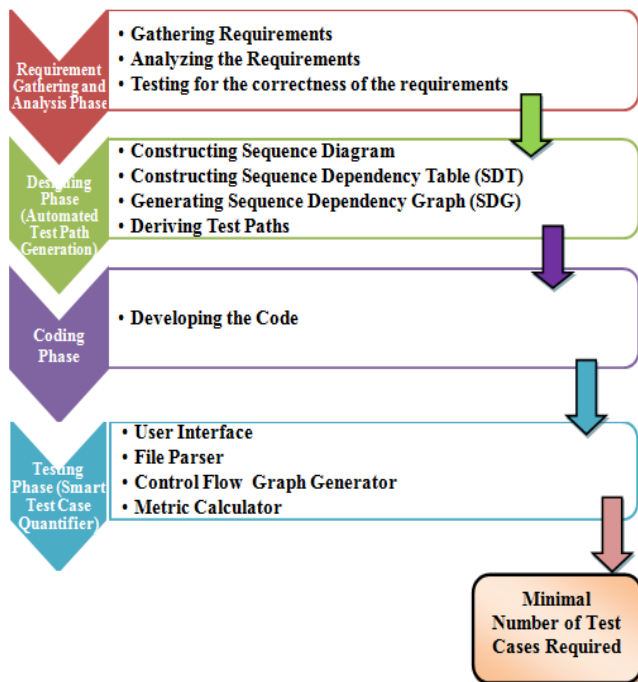 Requirement
Gathering and
Analysis Phase
• Gathering Requirements
• Analyzing the Requirements
• Testing for the correctness of the requirements
Designing
Phase
(Automated
Test Path
Generation)
• Constructing Sequence Diagram
• Constructing Sequence Dependency Table (SDT)
• Generating Sequence Dependency Graph (SDG)
• Deriving Test Paths
Coding
Phase
• Developing the Code
Testing
Phase (Smart
Test Case
Quantifier)
• User Interface
• File Parser
• Control Flow Graph Generator
• Metric Calculator
Minimal
Number of Test
Cases Required